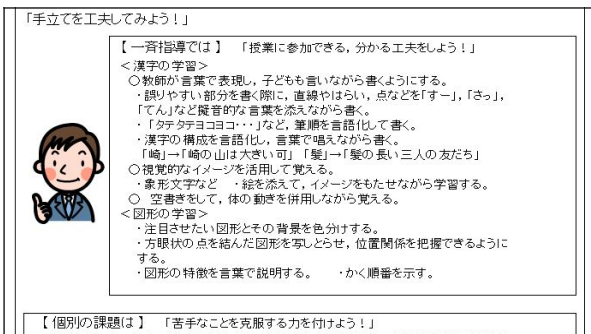 「手立てを工夫してみよう！」
【一斉指導では】 「授業に参加できる，分かる工夫をしよう！」
＜漢字の学習＞
○教師が言葉で表現し，子どもも言いながら書くようにする。
・誤りやすい部分を書く際に，直線やはらい，点などを「すー」，「さっ」，
「てん」など擬音的な言葉を添えながら書く。
・「タテタテヨコヨコ・・・」など，筆順を言語化して書く。
・漢字の構成を言語化し，言葉で唱えながら書く。
「崎」→「崎の山は大きい可」 「髪」→「髪の長い三人の友だち」
○視覚的なイメージを活用して覚える。
・象形文字など ・絵を添えて，イメージをもたせながら学習する。
○ 空書きをして，体の動きを併用しながら覚える。
＜図形の学習＞
・注目させたい図形とその背景を色分けする。
・方眼状の点を結んだ図形を写しとらせ，位置関係を把握できるように
する。
・図形の特徴を言葉で説明する。 ・かく順番を示す。
【個別の課題は】 「苦手なことを克服する力を付けよう！」